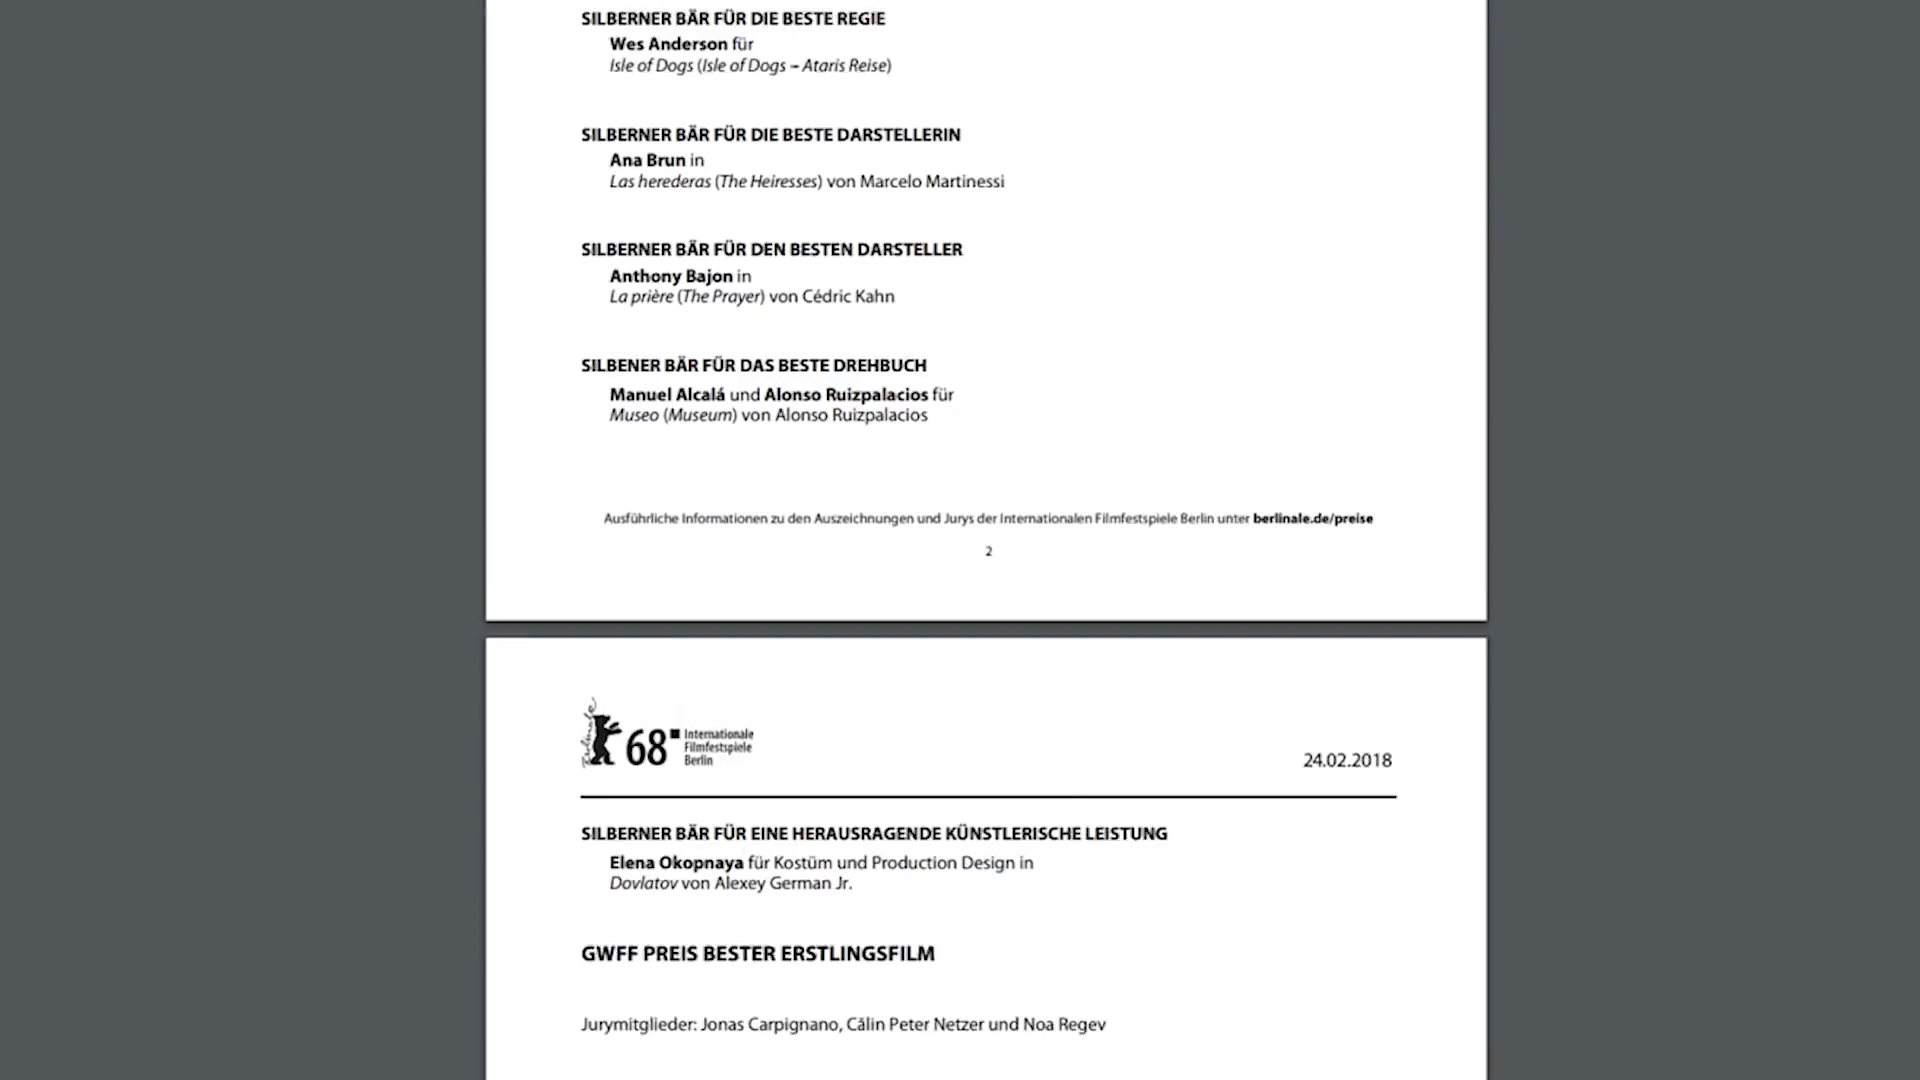 SILBERNER BÄR FÜR DIE BESTE REGIE
Wes Anderson für
Isle of Dogs (Isle of Dogs – Ataris Reise)
SILBERNER BÄR FÜR DIE BESTE DARSTELLERIN
Ana Brun in
Las herederas (The Heiresses) von Marcelo Martinessi
SILBERNER BÄR FÜR DEN BESTEN DARSTELLER
Anthony Bajon in
La prière (The Prayer) von Cédric Kahn
SILBENER BÄR FÜR DAS BESTE DREHBUCH
Manuel Alcalá und Alonso Ruizpalacios für
Museo (Museum) von Alonso Ruizpalacios
Ausführliche Informationen zu den Auszeichnungen und Jurys der Internationalen Filmfestspiele Berlin unter berlinale.de/preise
2
Berlinale
68
Internationale
Filmfestspiele
Berlin
24.02.2018
SILBERNER BÄR FÜR EINE HERAUSRAGENDE KÜNSTLERISCHE LEISTUNG
Elena Okopnaya für Kostüm und Production Design in
Dovlatov von Alexey German Jr.
GWFF PREIS BESTER ERSTLINGSFILM
Jurymitglieder: Jonas Carpignano, Călin Peter Netzer und Noa Regev